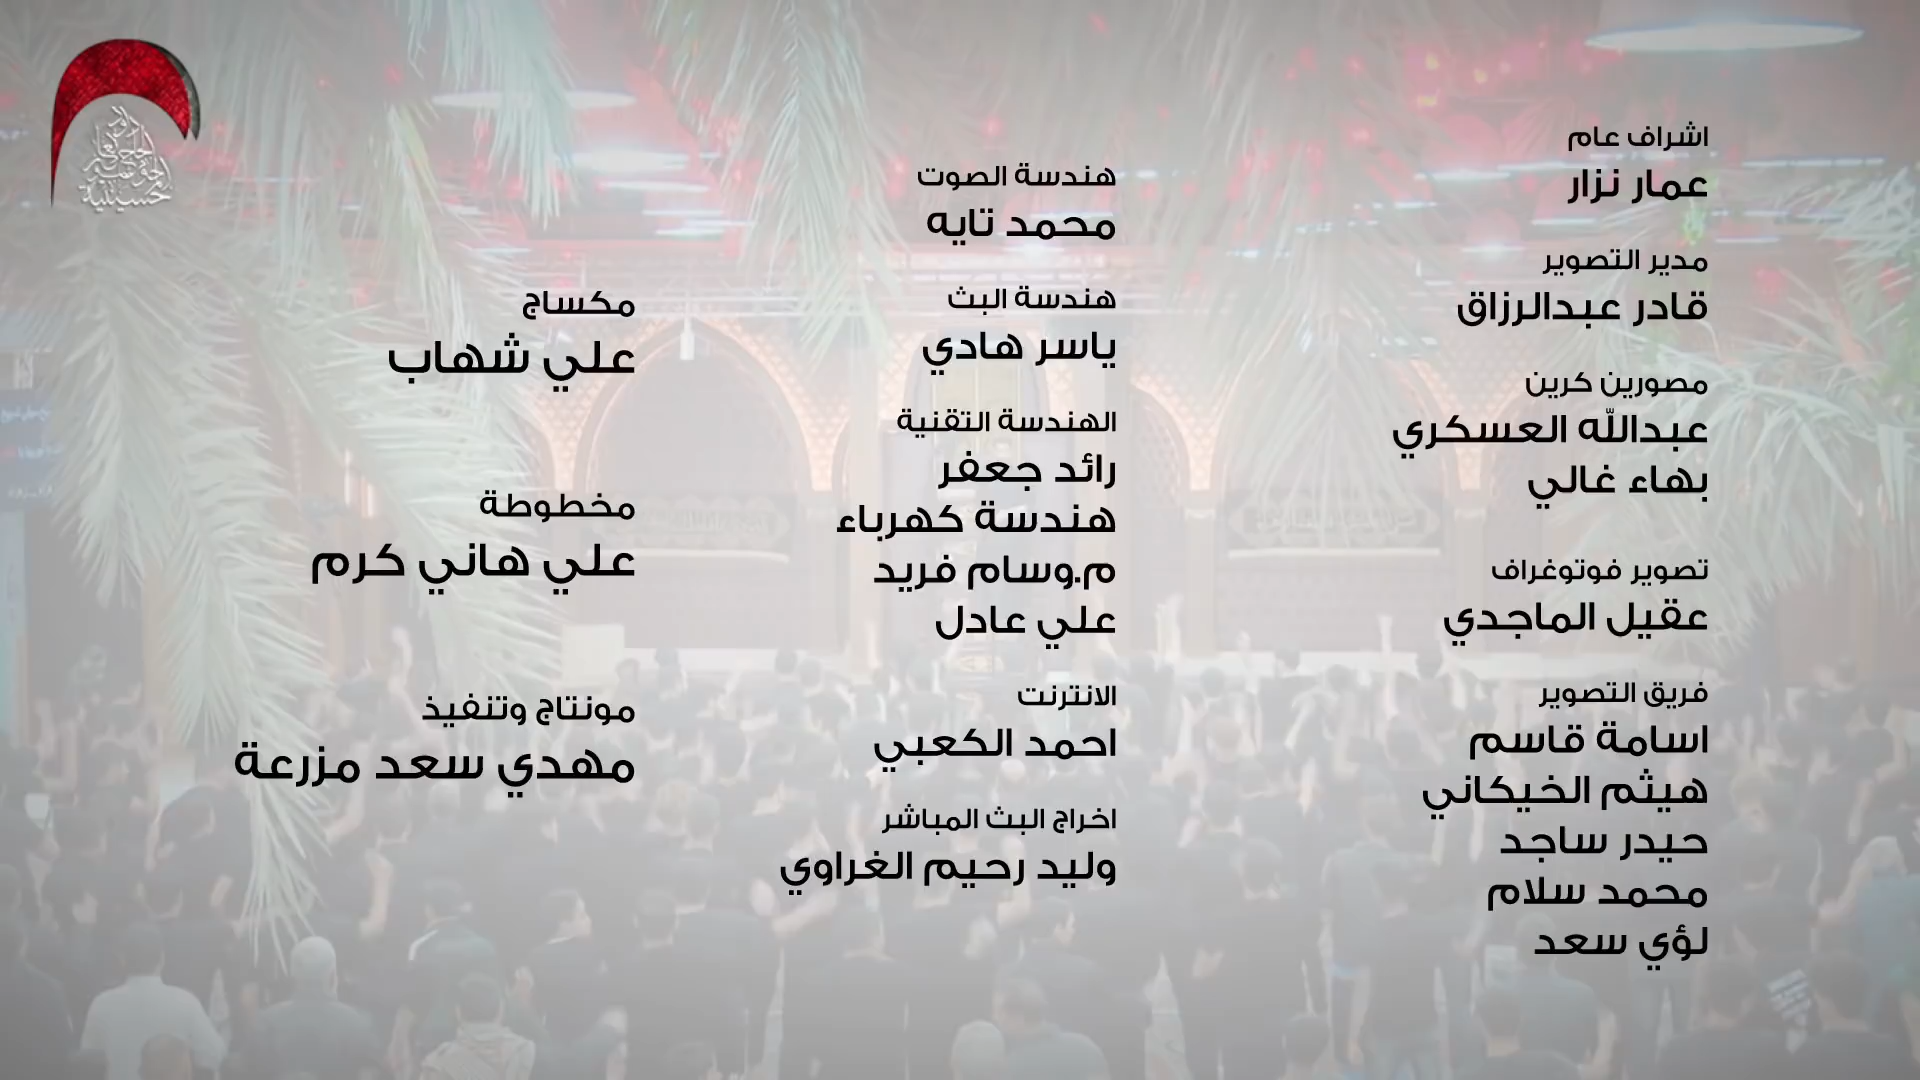 اشراف عام
عمار نزار
مدير التصوير
قادر عبدالرزاق
مصورين كرين
عبدالله العسكري
بهاء غالي
تصوير فوتوغراف
عقيل الماجدي
فريق التصوير
اسامة قاسم
هيثم الخيكاني
حيدر ساجد
محمد سلام
لؤي سعد
هندسة الصوت
محمد تايه
هندسة البث
ياسر هادي
الهندسة التقنية
رائد جعفر
هندسة كهرباء
م.وسام فريد
علي عادل
الانترنت
احمد الكعبي
اخراج البث المباشر
وليد رحيم الغراوي
مكساج
علي شهاب
مخطوطة
علي هاني كرم
مونتاج وتنفيذ
مهدي سعد مزرعة